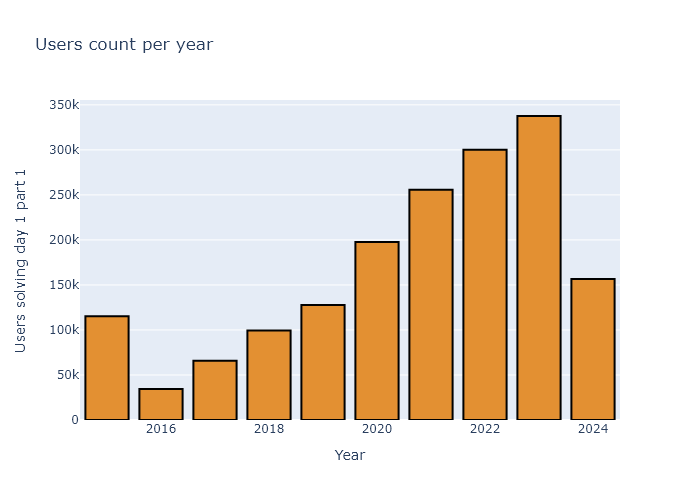 Users count per year
350k
300k
250k
200k
150k
100k
50k
0
Users solving day 1 part 1
2016
2018
2020
2022
2024
Year